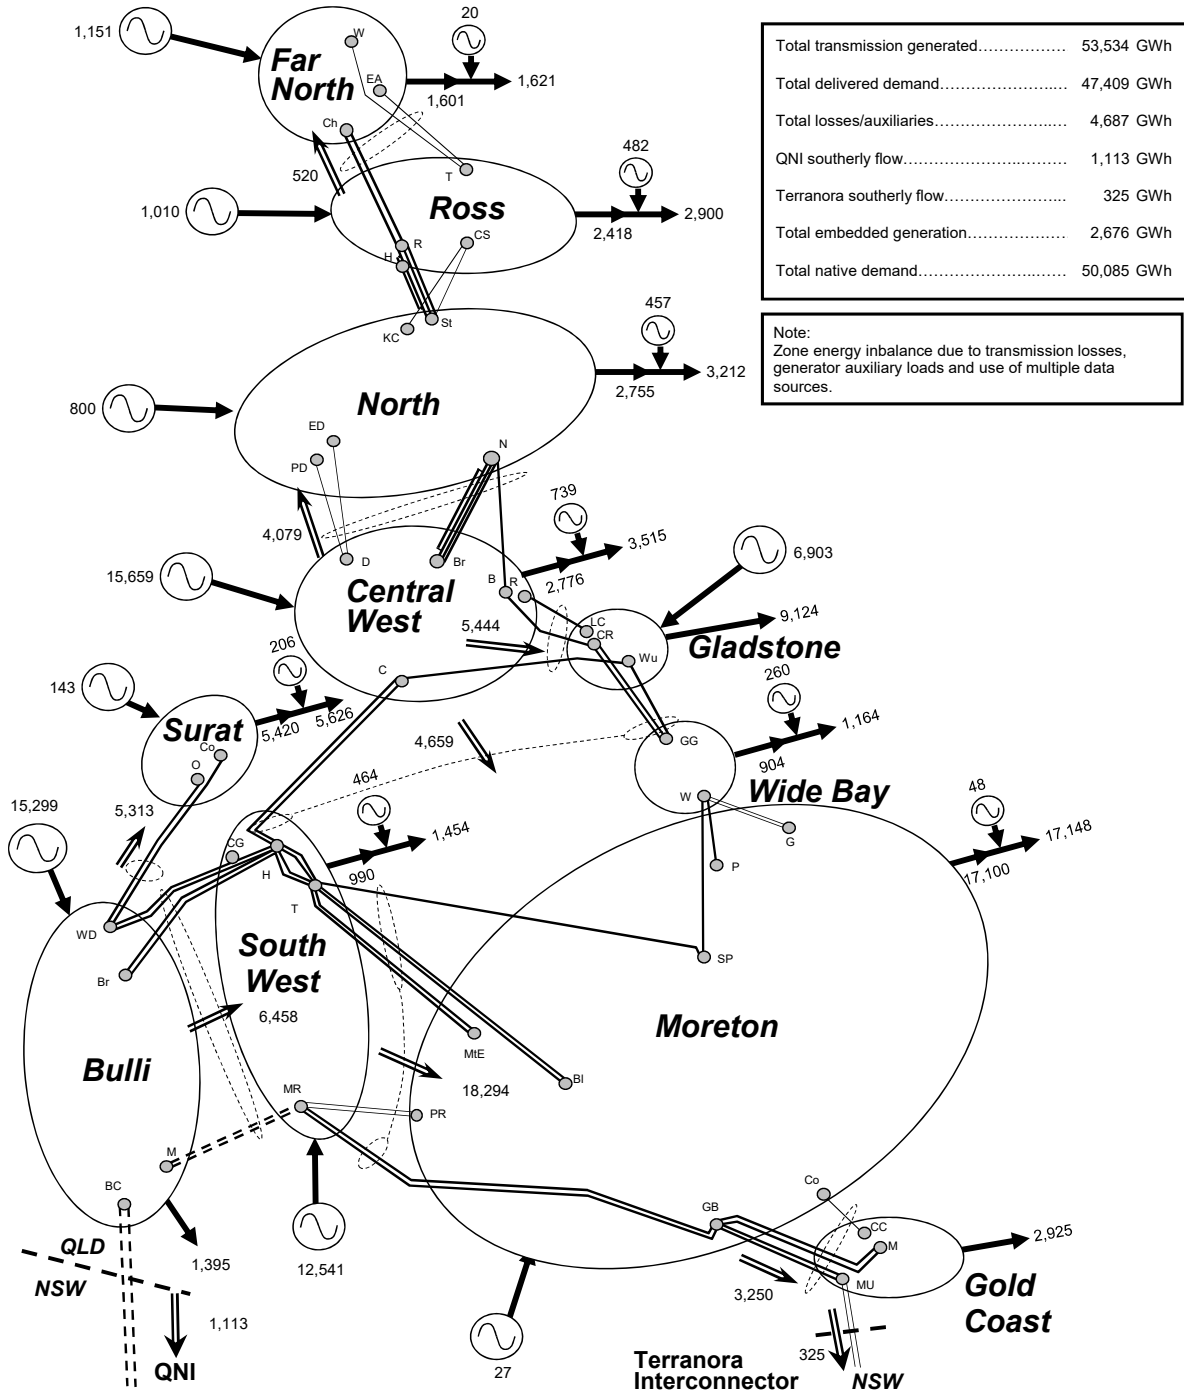 1,151
W
Far
North
EA
Ch
20
1,601
1,621
520
T
482
1,010
Ross
CS
R
H
2,418
2,900
St
KC
457
800
North
2,755
3,212
ED
PD
N
4,079
739
15,659
D
Br
B
R
3,515
2,776
6,903
Central
West
5,444
LC
CR
Wu
9,124
Gladstone
206
C
143
Surat
Co
O
5,420
5,626
4,659
260
GG
1,164
904
W
Wide Bay
15,299
5,313
464
CG
H
T
1,454
990
G
P
48
17,148
17,100
WD
Br
South
West
6,458
SP
Moreton
MtE
BI
Bulli
18,294
MR
PR
M
BC
QLD
NSW
1,395
1,113
QNI
12,541
Co
GB
CC
M
MU
2,925
3,250
Gold
Coast
27
325
Terranora
Interconnector
NSW
Total transmission generated……………… 53,534 GWh
Total delivered demand……………………..… 47,409 GWh
Total losses/auxiliaries…………………..… 4,687 GWh
QNI southerly flow…………………..……… 1,113 GWh
Terranora southerly flow…………………... 325 GWh
Total embedded generation……………..…… 2,676 GWh
Total native demand…………………..…… 50,085 GWh
Note:
Zone energy inbalance due to transmission losses,
generator auxiliary loads and use of multiple data
sources.